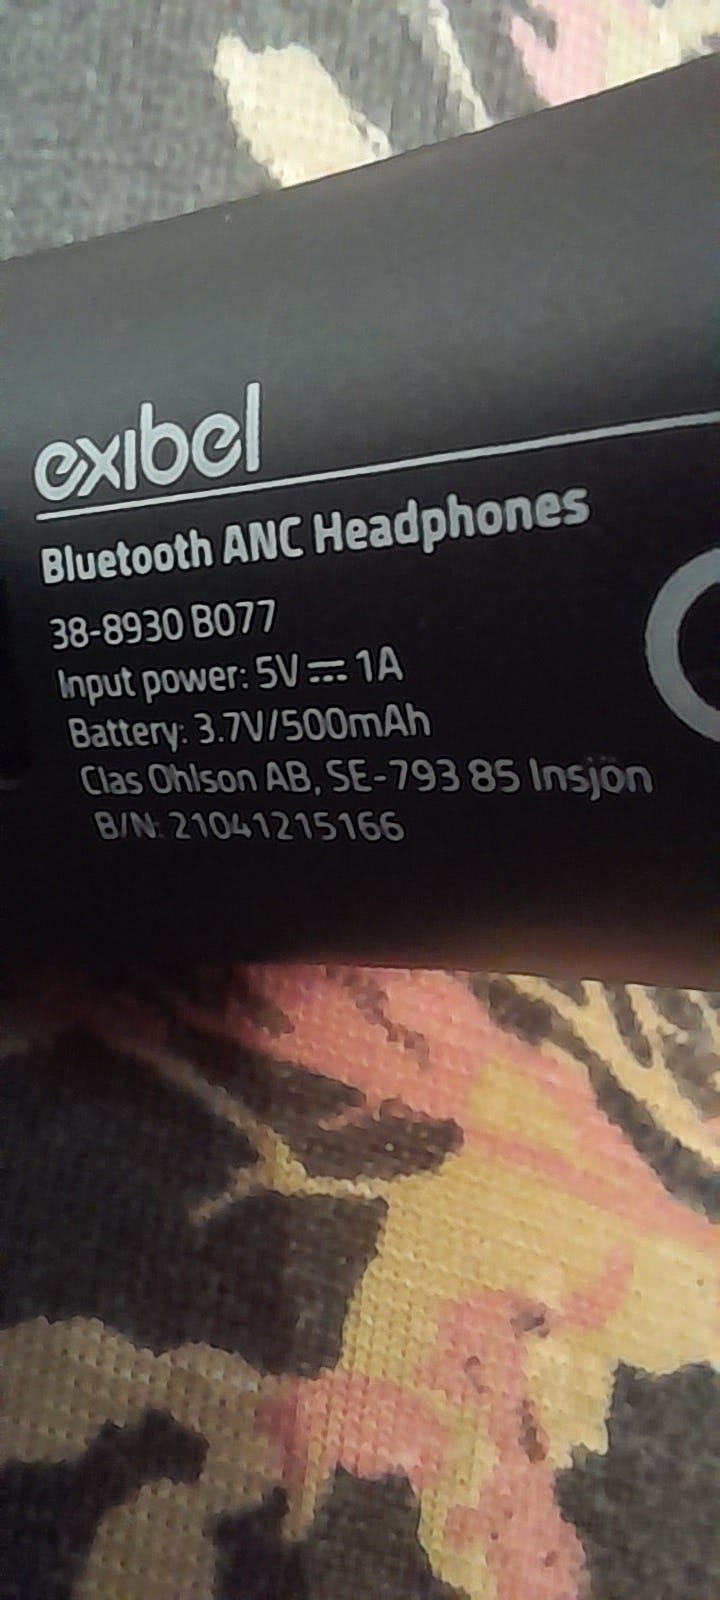 exibel
Bluetooth ANC Headphones
38-8930 B077
Input power: 5V ⎓ 1A
Battery: 3.7V/500mAh
Clas Ohlson AB, SE-793 85 Insjön
B/N: 21041215166